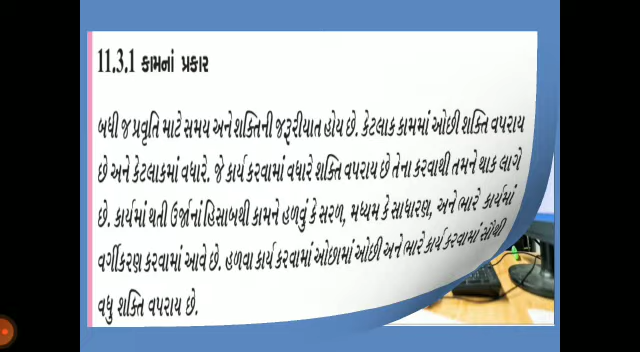 11.3.1 કામનાં પ્રકાર
બધી જ પ્રવૃતિ માટે સમય અને શક્તિની જરૂરીયાત હોય છે. કેટલાક કામમાં ઓછી શક્તિ વપરાય
છે અને કેટલાકમાં વધારે. જે કાર્ય કરવામાં વધારે શક્તિ વપરાય છે તેના કરવાથી તમને થાક લાગે
છે. કાર્યમાં થતી ઉર્જાનાં હિસાબથી કામને હળવું કે સરળ, મધ્યમ કે સાધારણ, અને ભારે કાર્યમાં
વર્ગીકરણ કરવામાં આવે છે. હળવા કાર્ય કરવામાં ઓછામાં ઓછી અને ભારે કાર્ય કરવામાં સૌથી
વધુ શક્તિ વપરાય છે.